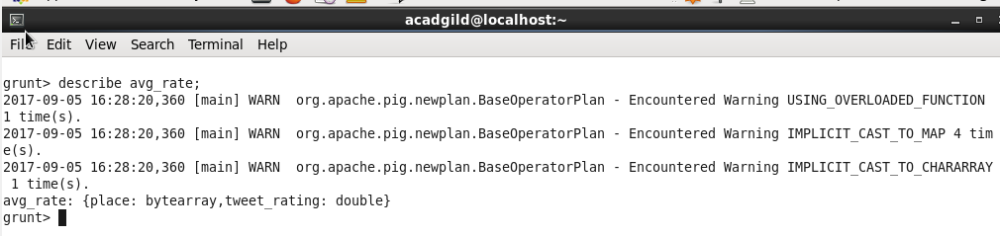 acadgild@localhost:~
File Edit View Search Terminal Help
grunt> describe avg_rate;
2017-09-05 16:28:20,360 [main] WARN  org.apache.pig.newplan.BaseOperatorPlan - Encountered Warning USING_OVERLOADED_FUNCTION
1 time(s).
2017-09-05 16:28:20,360 [main] WARN  org.apache.pig.newplan.BaseOperatorPlan - Encountered Warning IMPLICIT_CAST_TO_MAP 4 tim
e(s).
2017-09-05 16:28:20,360 [main] WARN  org.apache.pig.newplan.BaseOperatorPlan - Encountered Warning IMPLICIT_CAST_TO_CHARARRAY
 1 time(s).
avg_rate: {place: bytearray,tweet_rating: double}
grunt>